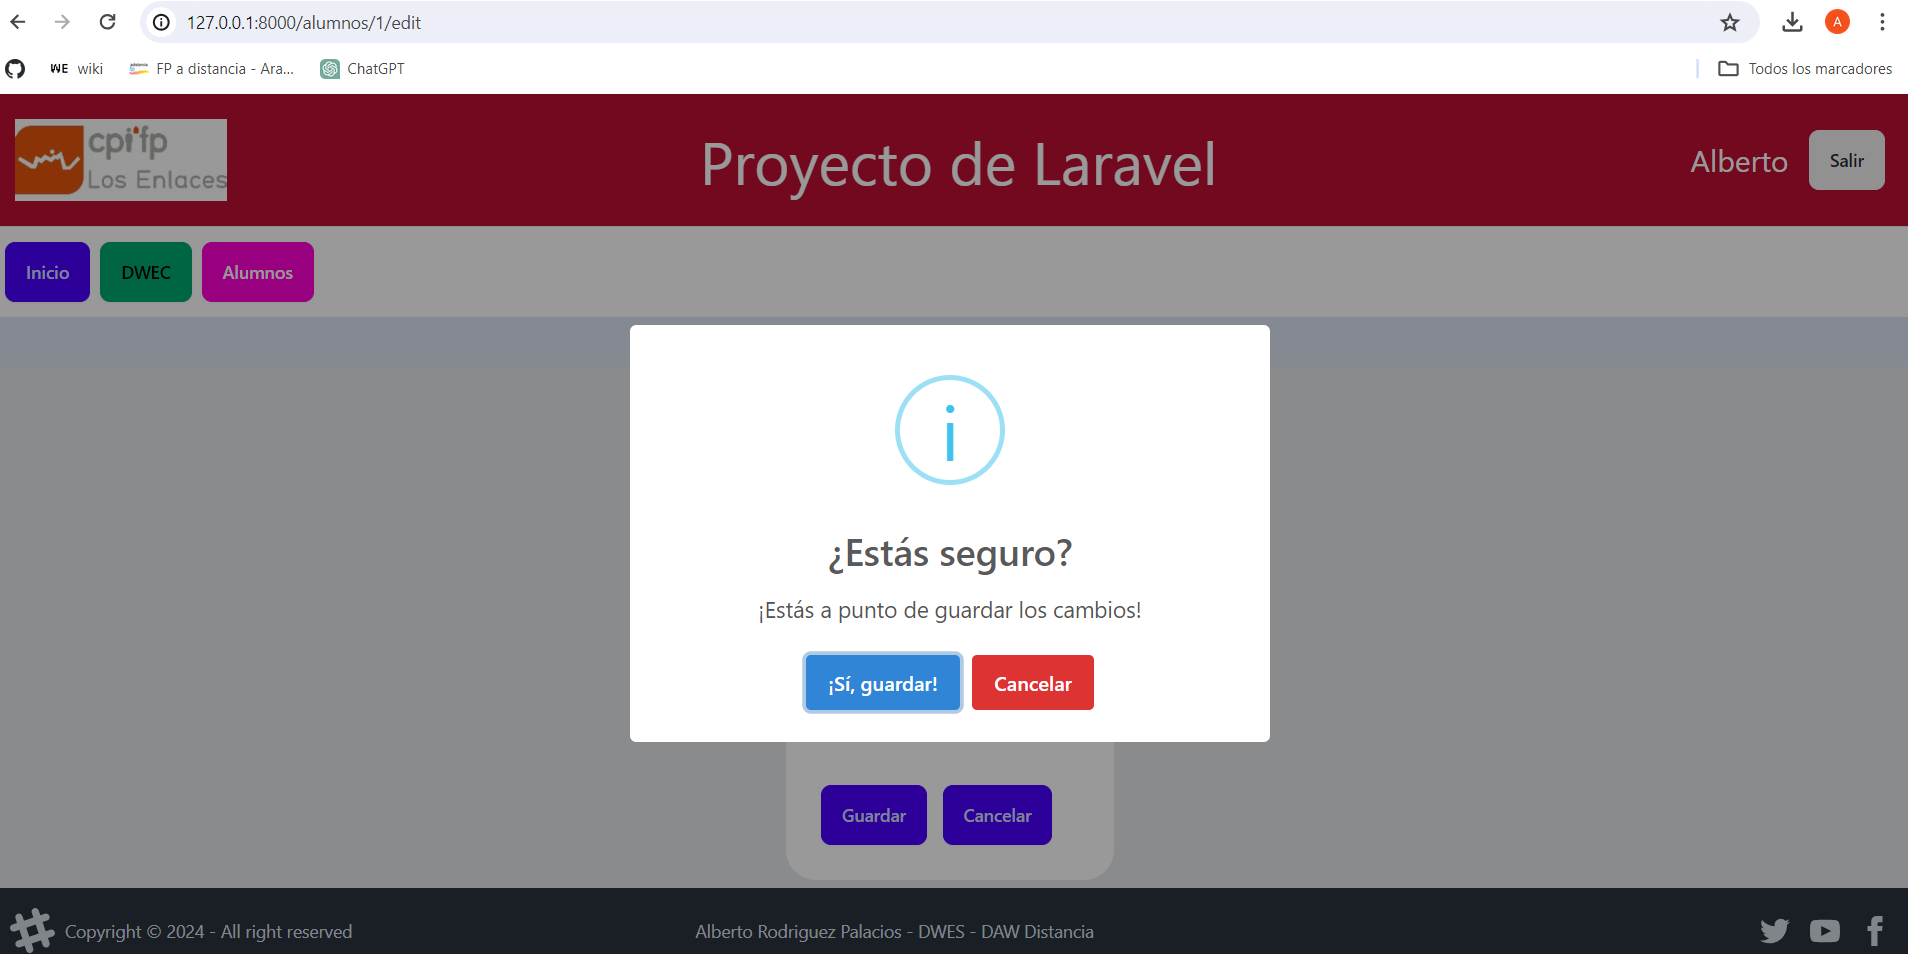 127.0.0.1:8000/alumnos/1/edit
A
WE wiki
FP a distancia - Ara...
ChatGPT
Todos los marcadores
cpifp
Los Enlaces
Proyecto de Laravel
Alberto
Salir
Inicio
DWEC
Alumnos
¿Estás seguro?
¡Estás a punto de guardar los cambios!
¡Sí, guardar!
Cancelar
Guardar
Cancelar
Copyright © 2024 - All right reserved
Alberto Rodriguez Palacios - DWES - DAW Distancia